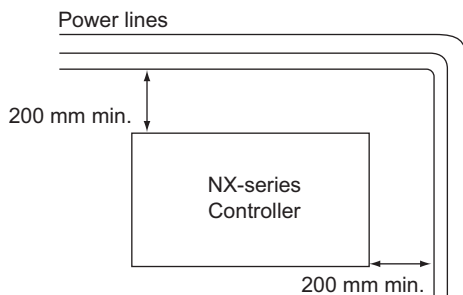 Power lines
200 mm min.
NX-series
Controller
200 mm min.